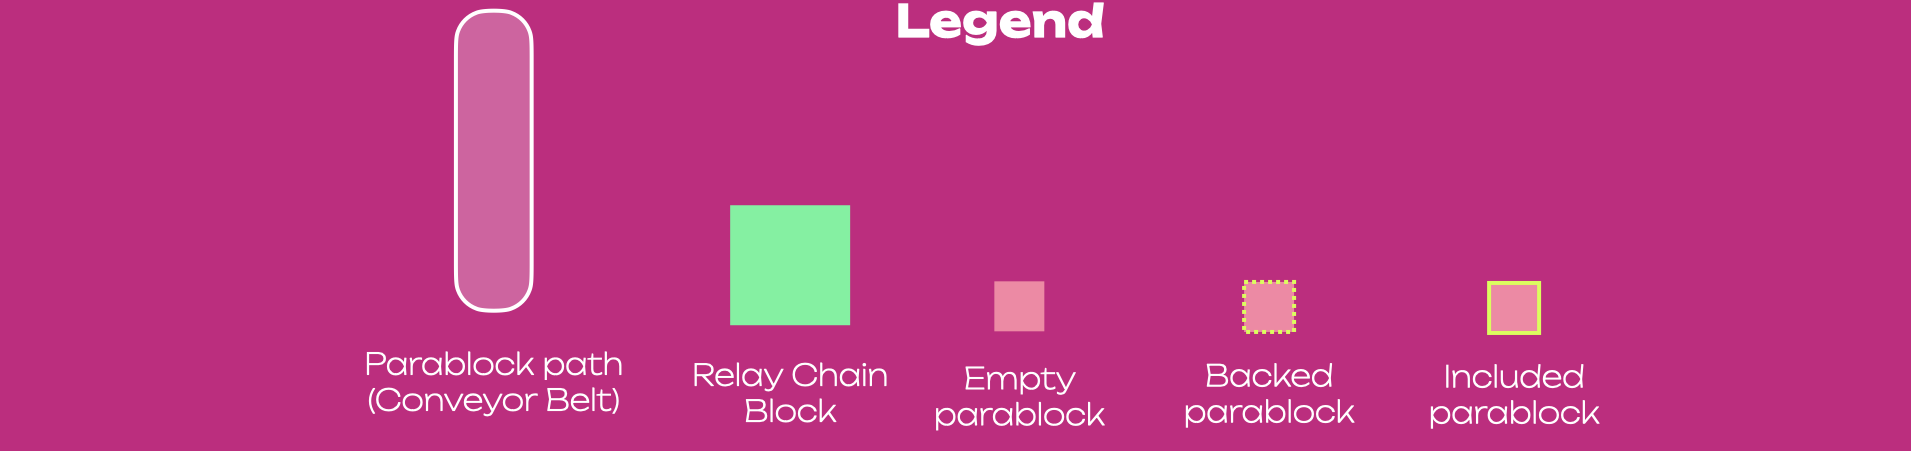 Legend
Parablock path
(Conveyor Belt)
Relay Chain
Block
Empty
parablock
Backed
parablock
Included
parablock